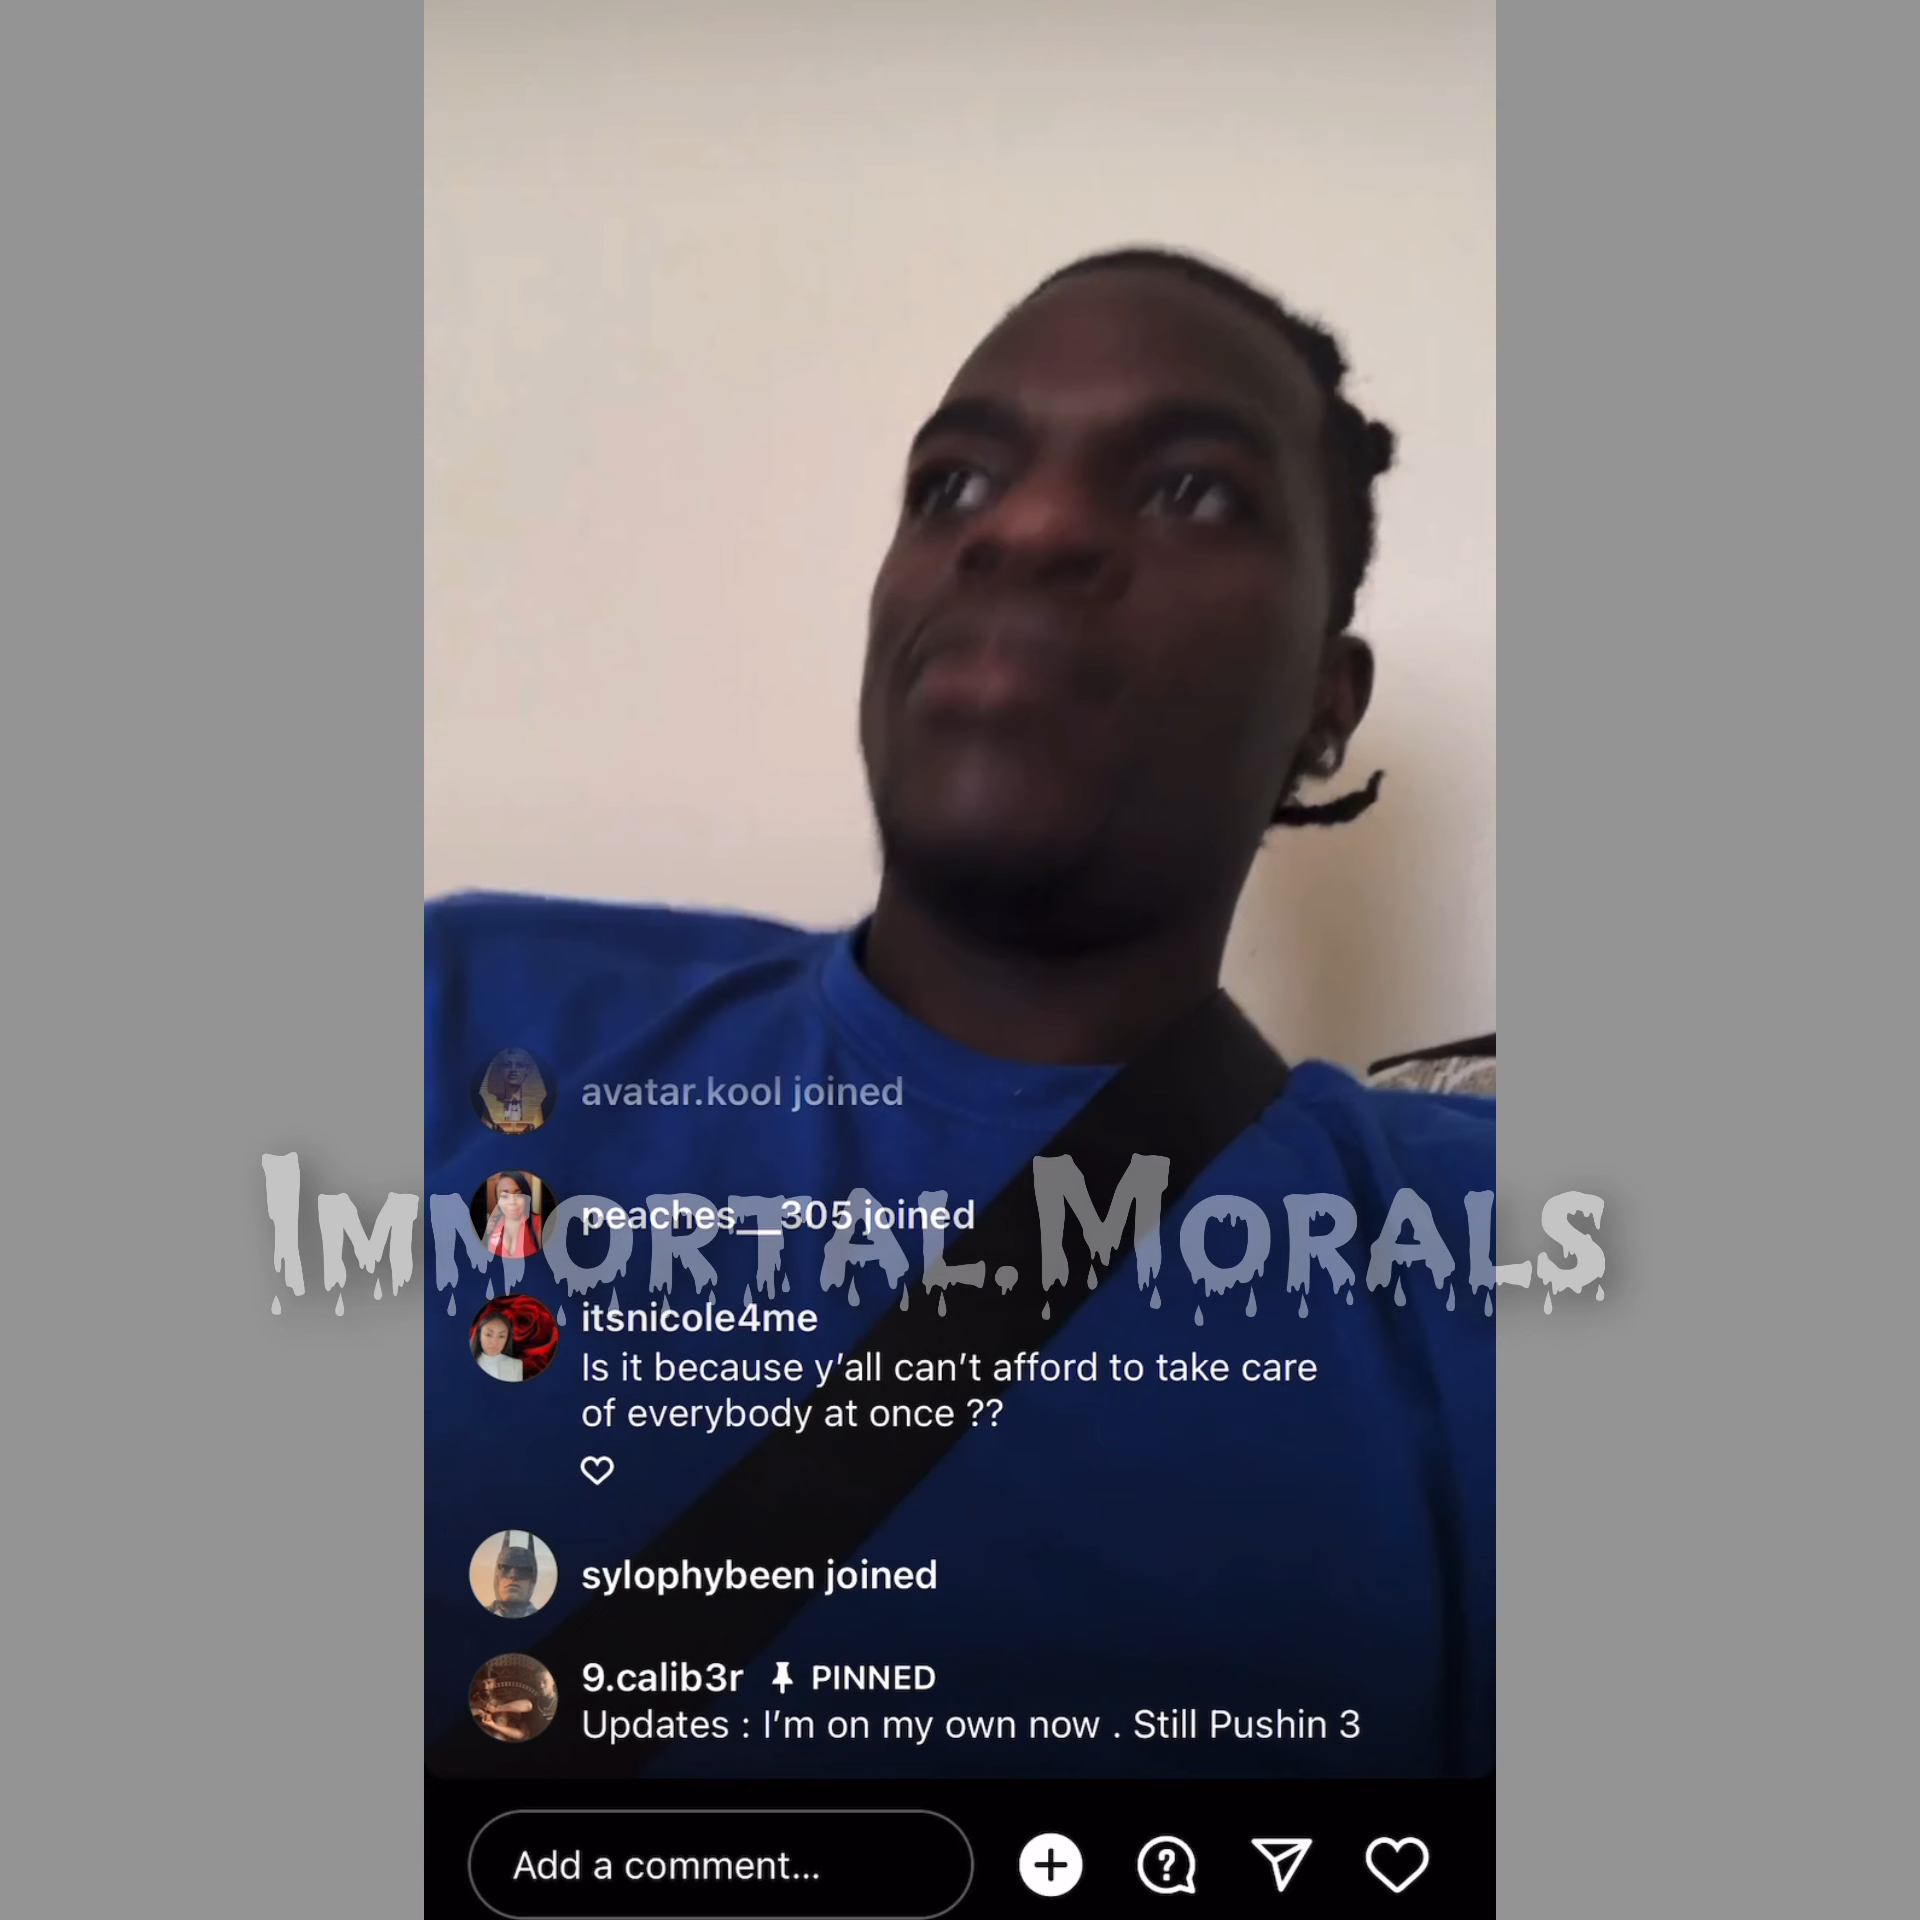 avatar.kool joined
Immortal.Morals
peaches__305 joined
itsnicole4me
Is it because y’all can’t afford to take care
of everybody at once ??
sylophybeen joined
9.calib3r PINNED
Updates : I’m on my own now . Still Pushin 3
Add a comment...